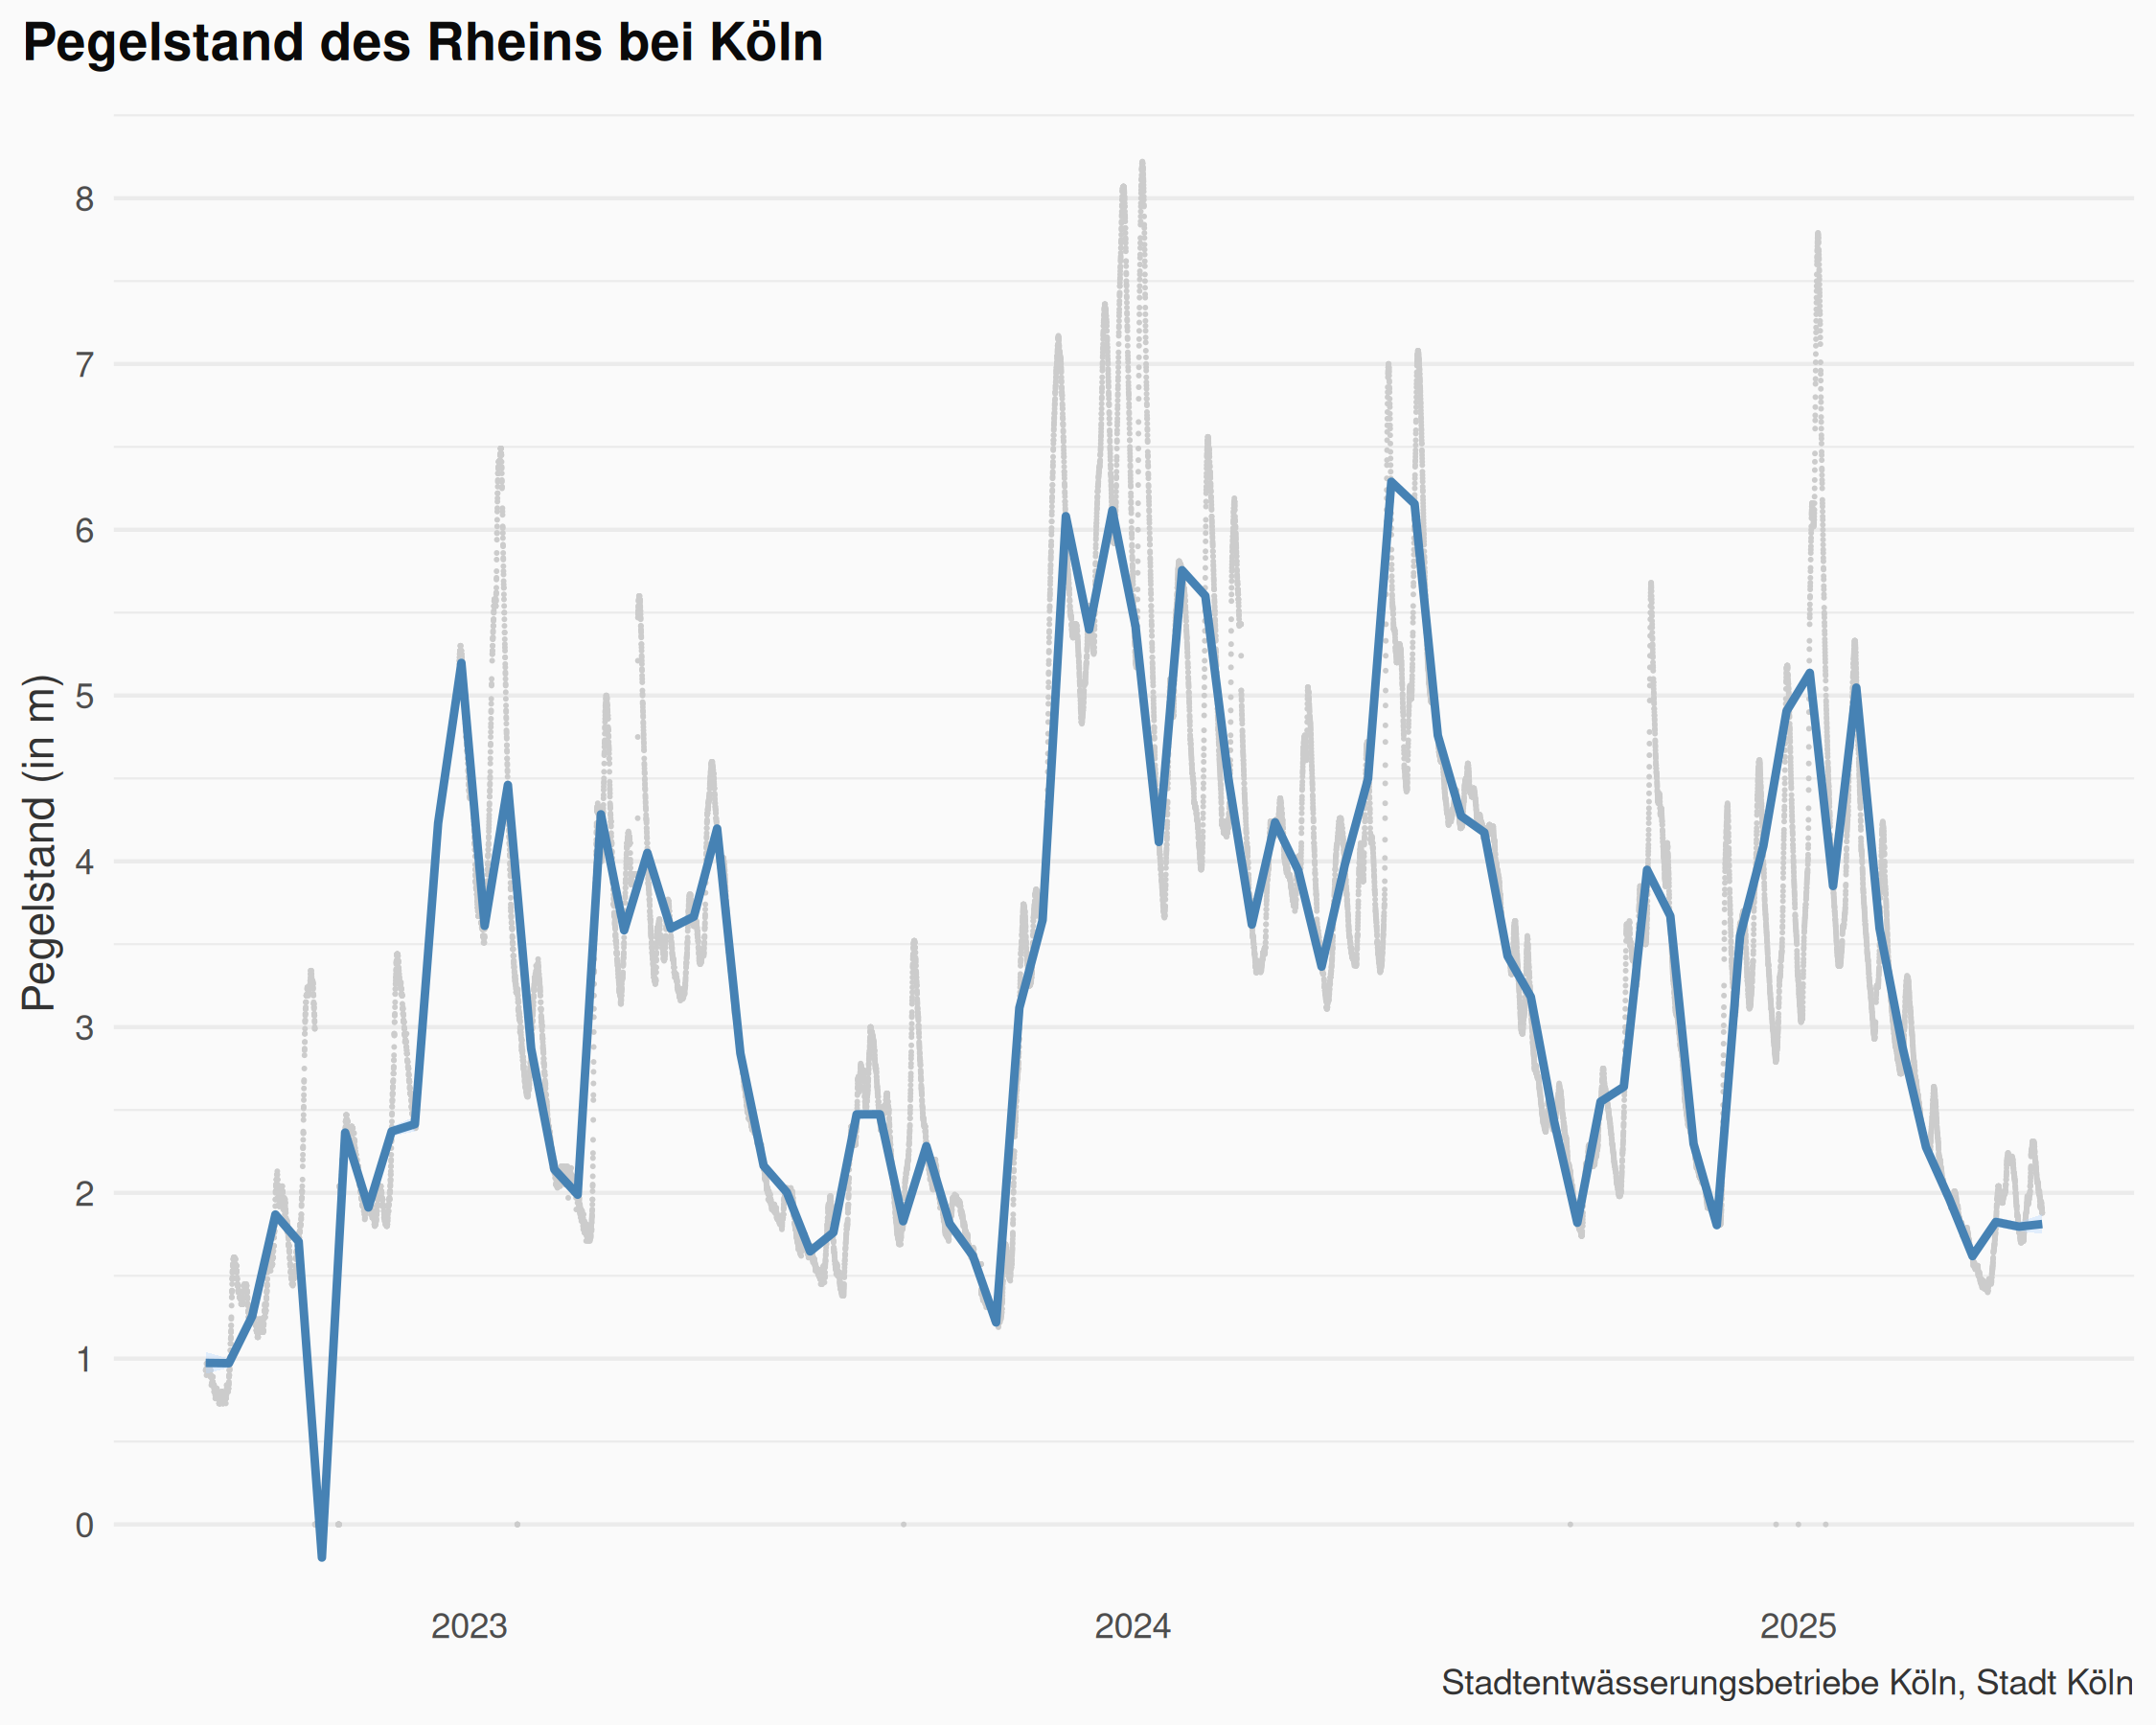 Pegelstand des Rheins bei Köln
Pegelstand (in m)
8
7
6
5
4
3
2
1
0
2023 2024 2025
Stadtentwässerungsbetriebe Köln, Stadt Köln